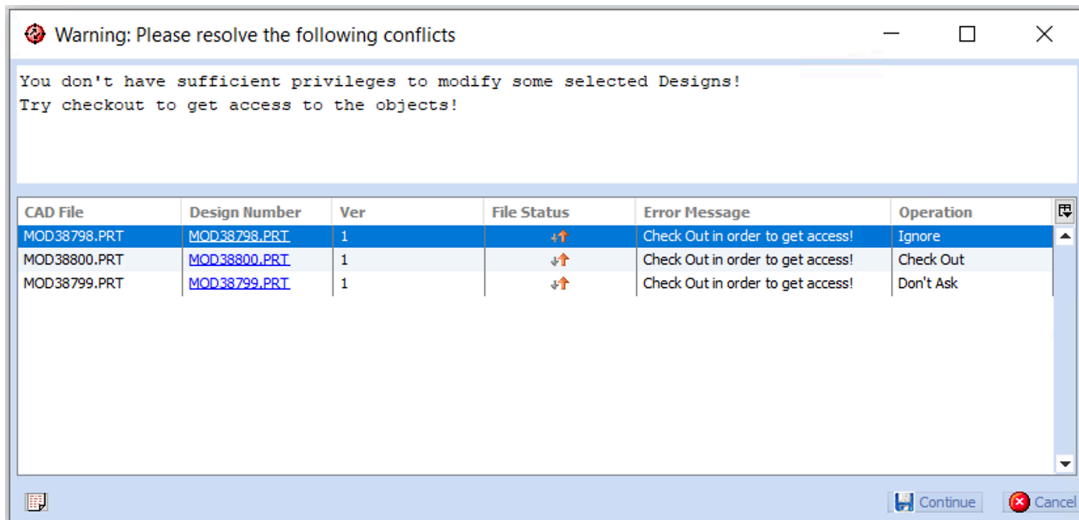 Warning: Please resolve the following conflicts
You don't have sufficient privileges to modify some selected Designs!
Try checkout to get access to the objects!
CAD File Design Number Ver File Status Error Message Operation
MOD38798.PRT MOD38798.PRT 1 Check Out in order to get access! Ignore
MOD38800.PRT MOD38800.PRT 1 Check Out in order to get access! Check Out
MOD38799.PRT MOD38799.PRT 1 Check Out in order to get access! Don't Ask
Continue Cancel